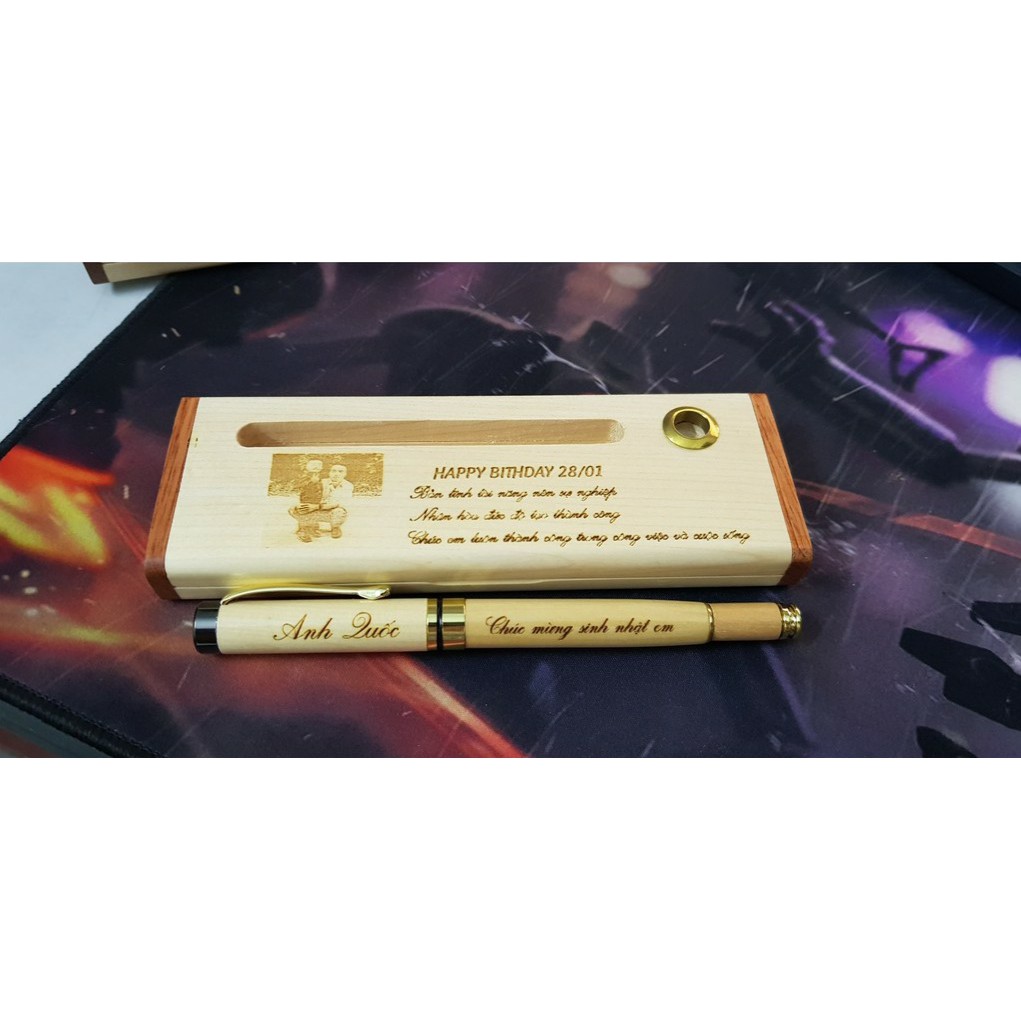 HAPPY BITHDAY 28/01
Bản lĩnh tài năng nên sự nghiệp
Nhân hòa đức độ tạo thành công
Chúc em luôn thành công trong công việc và cuộc sống
Anh Quốc
Chúc mừng sinh nhật em